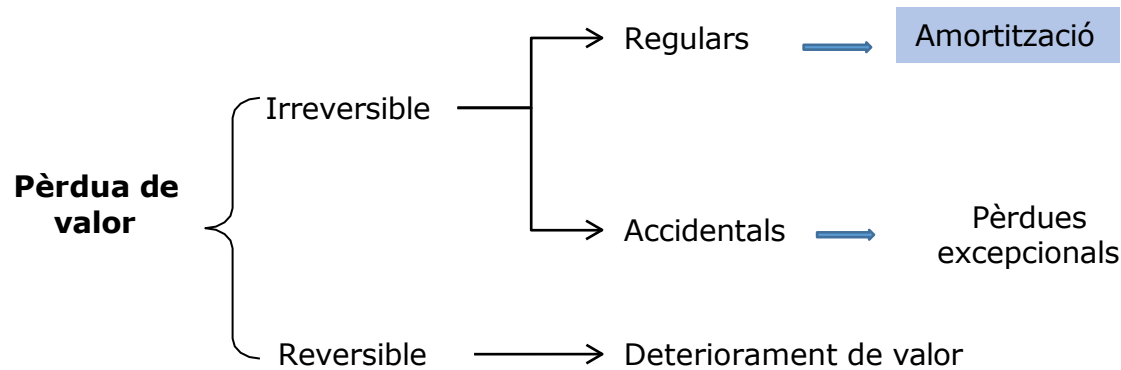 Pèrdua de
valor
Irreversible
Regulars
Amortització
Accidentals
Pèrdues
excepcionals
Reversible
Deteriorament de valor